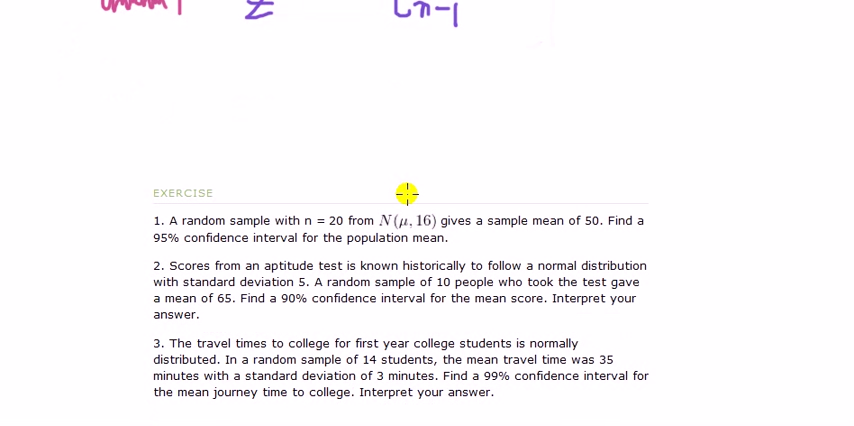 z t n-1
EXERCISE
1. A random sample with n = 20 from N(μ, 16) gives a sample mean of 50. Find a
95% confidence interval for the population mean.
2. Scores from an aptitude test is known historically to follow a normal distribution
with standard deviation 5. A random sample of 10 people who took the test gave
a mean of 65. Find a 90% confidence interval for the mean score. Interpret your
answer.
3. The travel times to college for first year college students is normally
distributed. In a random sample of 14 students, the mean travel time was 35
minutes with a standard deviation of 3 minutes. Find a 99% confidence interval for
the mean journey time to college. Interpret your answer.